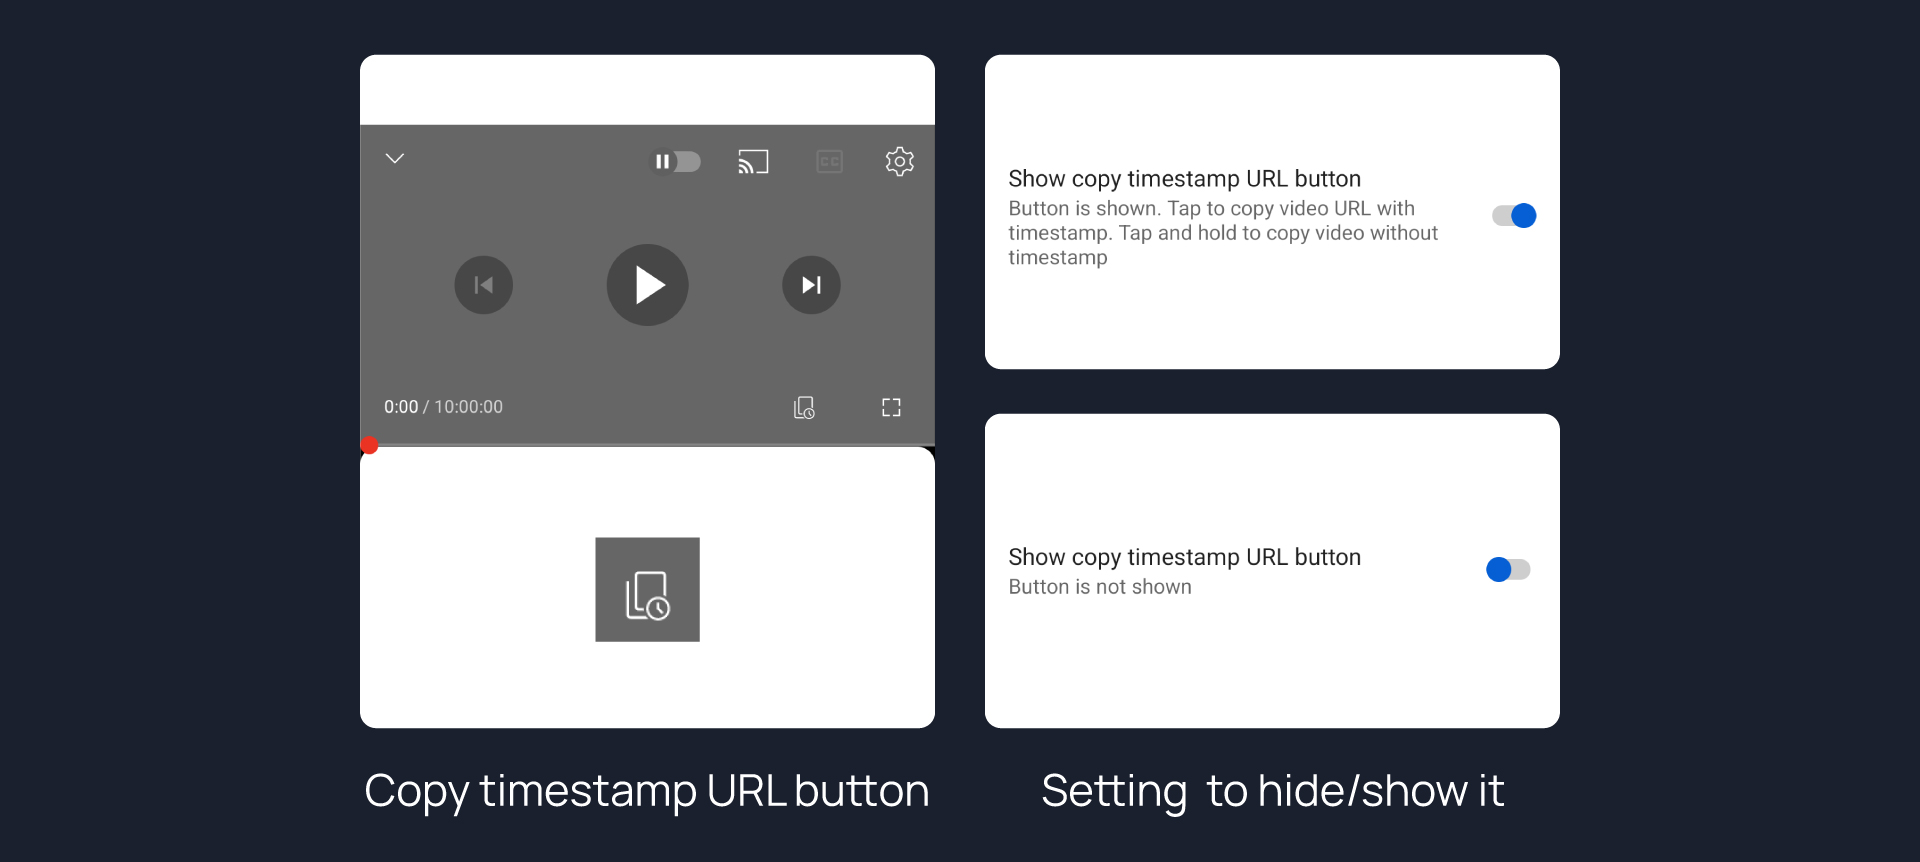 CC
0:00 / 10:00:00
Copy timestamp URL button
Show copy timestamp URL button
Button is shown. Tap to copy video URL with
timestamp. Tap and hold to copy video without
timestamp
Show copy timestamp URL button
Button is not shown
Setting to hide/show it